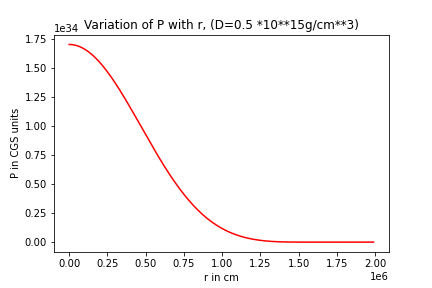 Variation of P with r, (D=0.5 *10**15g/cm**3)
1e34
1.75
1.50
1.25
1.00
0.75
0.50
0.25
0.00
P in CGS units
0.00 0.25 0.50 0.75 1.00 1.25 1.50 1.75 2.00
1e6
r in cm